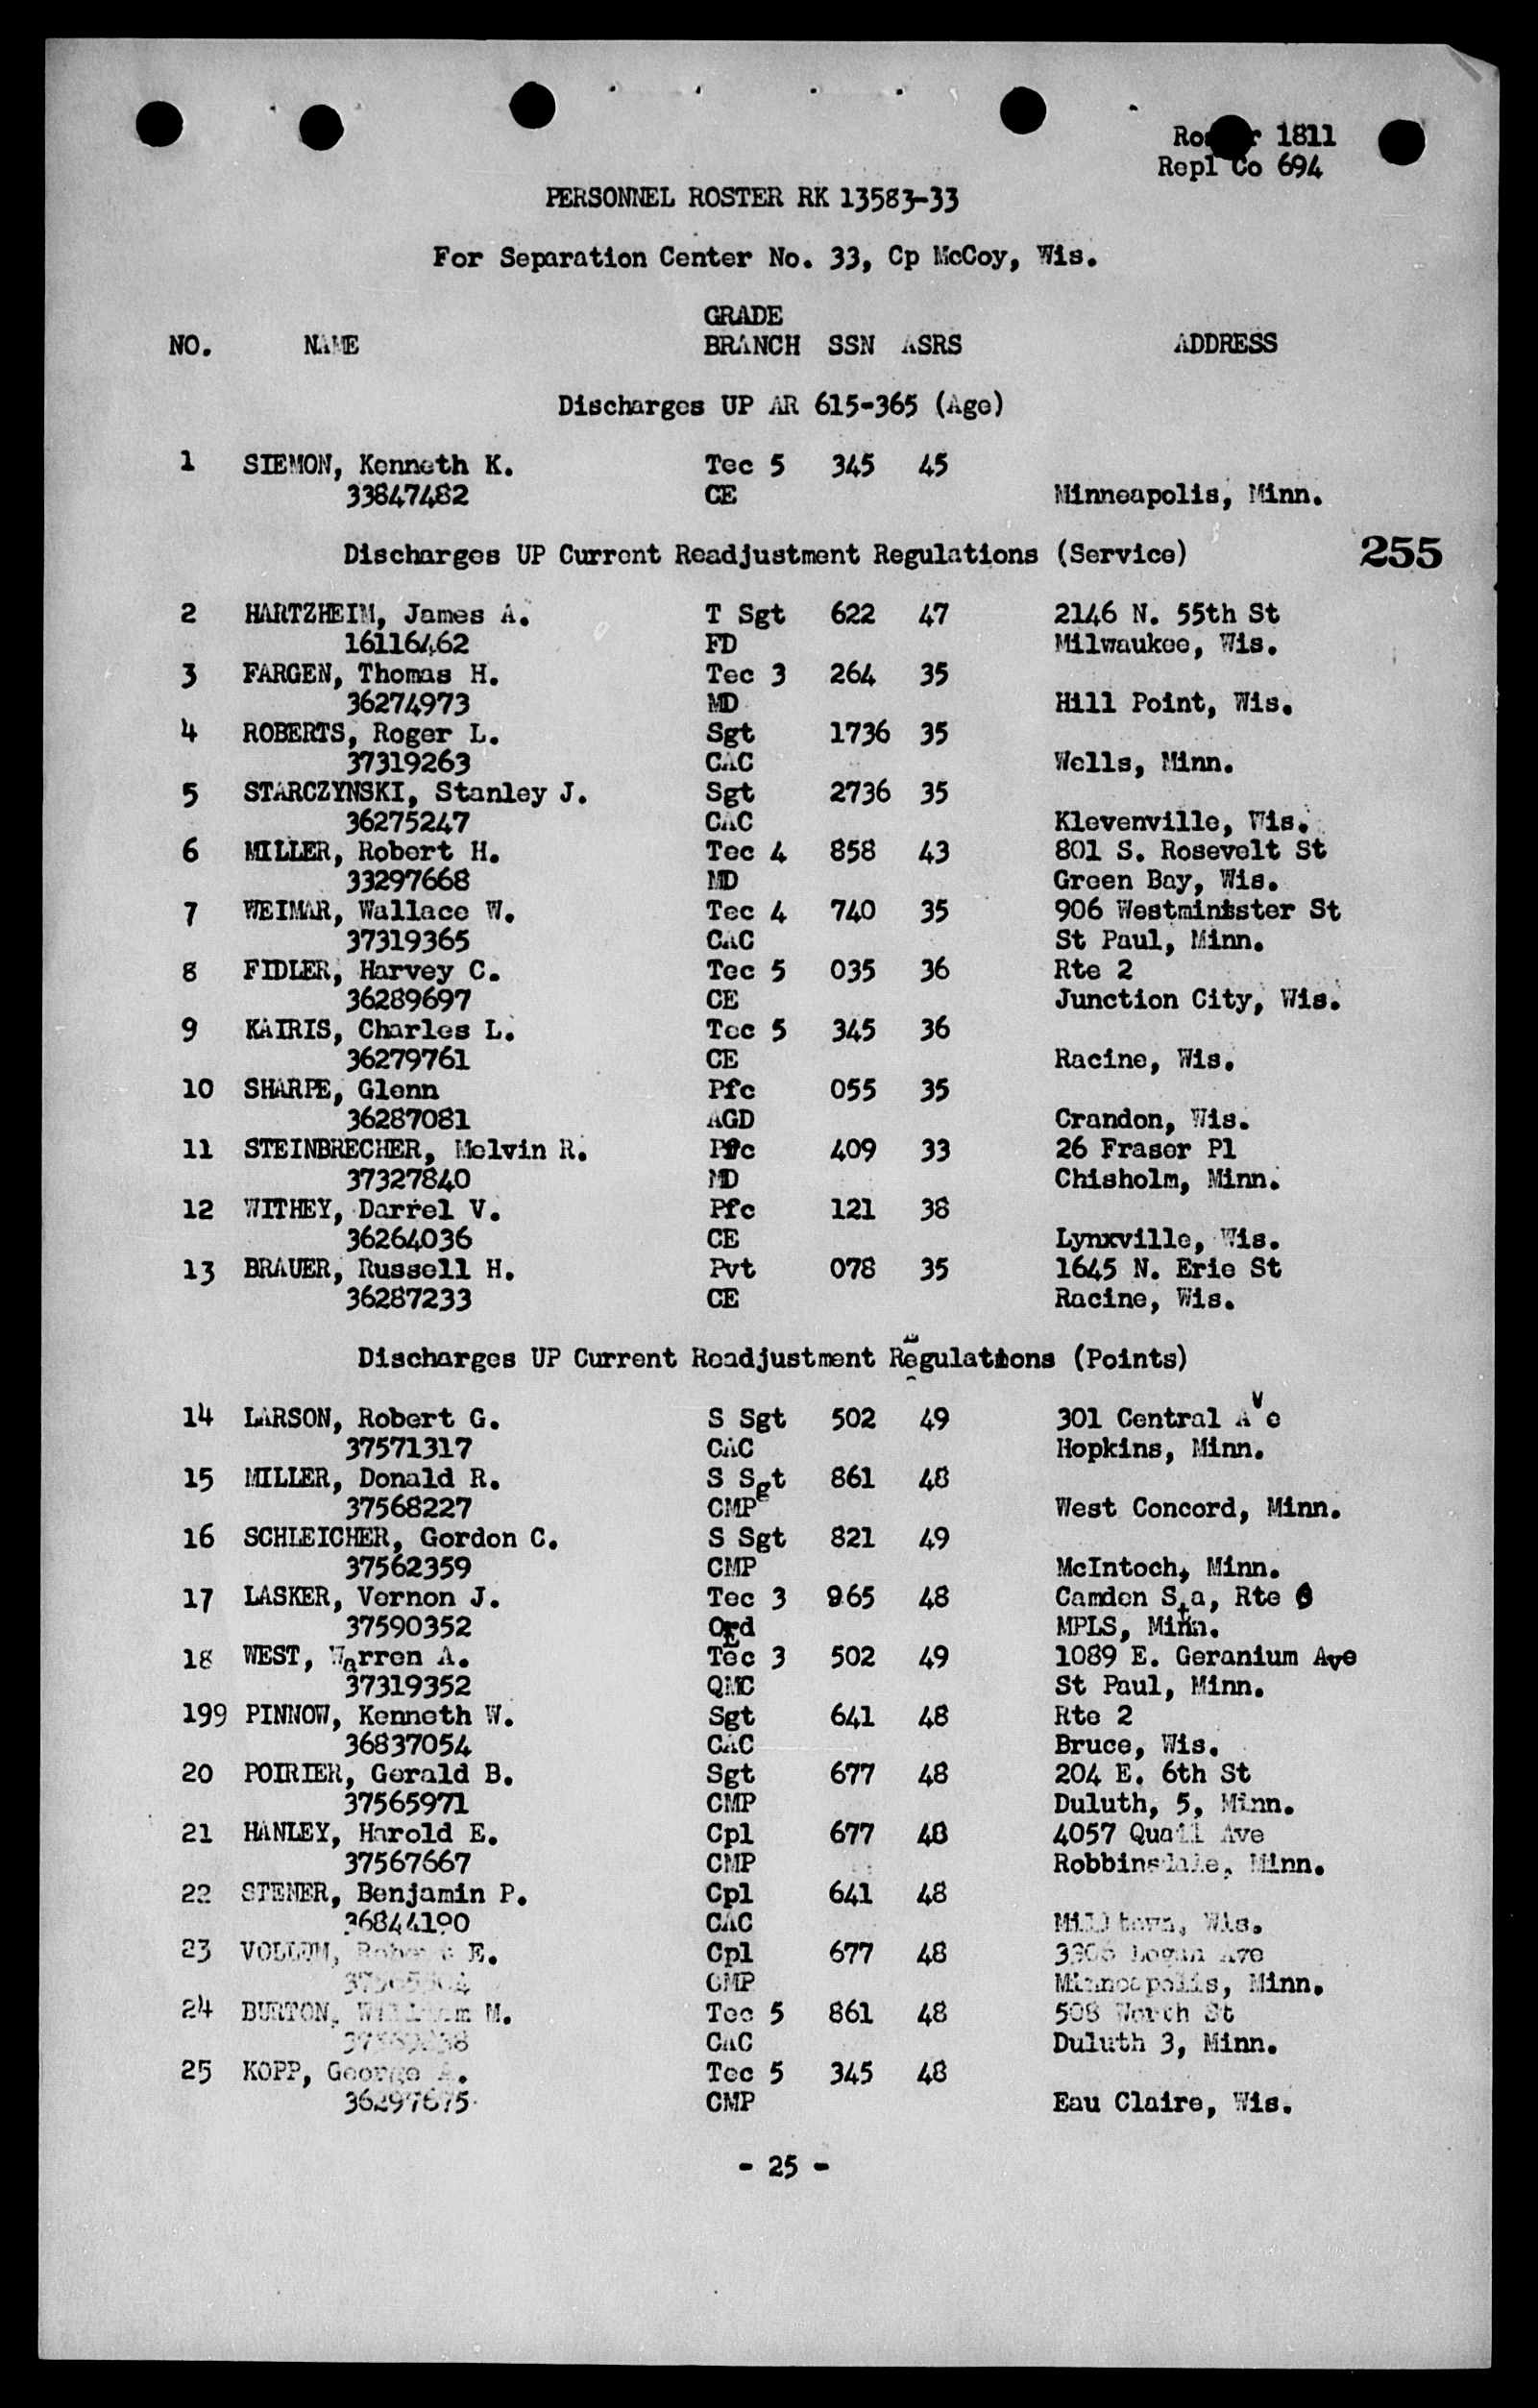 Roster 1811
Repl Co 694
PERSONNEL ROSTER RK 13583-33
For Separation Center No. 33, Cp McCoy, Wis.
GRADE
NO. NAME BRANCH SSN ASRS ADDRESS
Discharges UP AR 615-365 (Age)
1 SIEMON, Kenneth K. Tec 5 345 45
33847482 CE Minneapolis, Minn.
Discharges UP Current Readjustment Regulations (Service) 255
2 HARTZHEIM, James A. T Sgt 622 47 2146 N. 55th St
16116462 FD Milwaukee, Wis.
3 FARGEN, Thomas H. Tec 3 264 35
36274973 MD Hill Point, Wis.
4 ROBERTS, Roger L. Sgt 1736 35
37319263 CAC Wells, Minn.
5 STARCZYNSKI, Stanley J. Sgt 2736 35
36275247 CAC Klevenville, Wis.
6 MILLER, Robert H. Tec 4 858 43 801 S. Rosevelt St
33297668 MD Green Bay, Wis.
7 WEIMAR, Wallace W. Tec 4 740 35 906 Westminster St
37319365 CAC St Paul, Minn.
8 FIDLER, Harvey C. Tec 5 035 36 Rte 2
36289697 CE Junction City, Wis.
9 KAIRIS, Charles L. Tec 5 345 36
36279761 CE Racine, Wis.
10 SHARPE, Glenn Pfc 055 35
36287081 AGD Crandon, Wis.
11 STEINBRECHER, Melvin R. Pfc 409 33 26 Fraser Pl
37327840 MD Chisholm, Minn.
12 WITHEY, Darrel V. Pfc 121 38
36264036 CE Lynxville, Wis.
13 BRAUER, Russell H. Pvt 078 35 1645 N. Erie St
36287233 CE Racine, Wis.
Discharges UP Current Readjustment Regulations (Points)
14 LARSON, Robert G. S Sgt 502 49 301 Central Ave
37571317 CAC Hopkins, Minn.
15 MILLER, Donald R. S Sgt 861 48
37568227 CMP West Concord, Minn.
16 SCHLEICHER, Gordon C. S Sgt 821 49
37562359 CMP McIntoch, Minn.
17 LASKER, Vernon J. Tec 3 965 48 Camden Sta, Rte
37590352 Ord MPLS, Minn.
18 WEST, Warren A. Tec 3 502 49 1089 E. Geranium Ave
37319352 QMC St Paul, Minn.
199 PINNOW, Kenneth W. Sgt 641 48 Rte 2
36837054 CAC Bruce, Wis.
20 POIRIER, Gerald B. Sgt 677 48 204 E. 6th St
37565971 CMP Duluth, 5, Minn.
21 HANLEY, Harold E. Cpl 677 48 4057 Quail Ave
37567667 CMP Robbinsdale, Minn.
22 STENER, Benjamin P. Cpl 641 48
36844190 CAC Milltown, Wis.
23 VOLLUM, Robert E. Cpl 677 48 Logan Ave
CMP Minneapolis, Minn.
24 BURTON, William M. Tec 5 861 48 508 Worth St
CAC Duluth 3, Minn.
25 KOPP, George A. Tec 5 345 48
36297675 CMP Eau Claire, Wis.
- 25 -